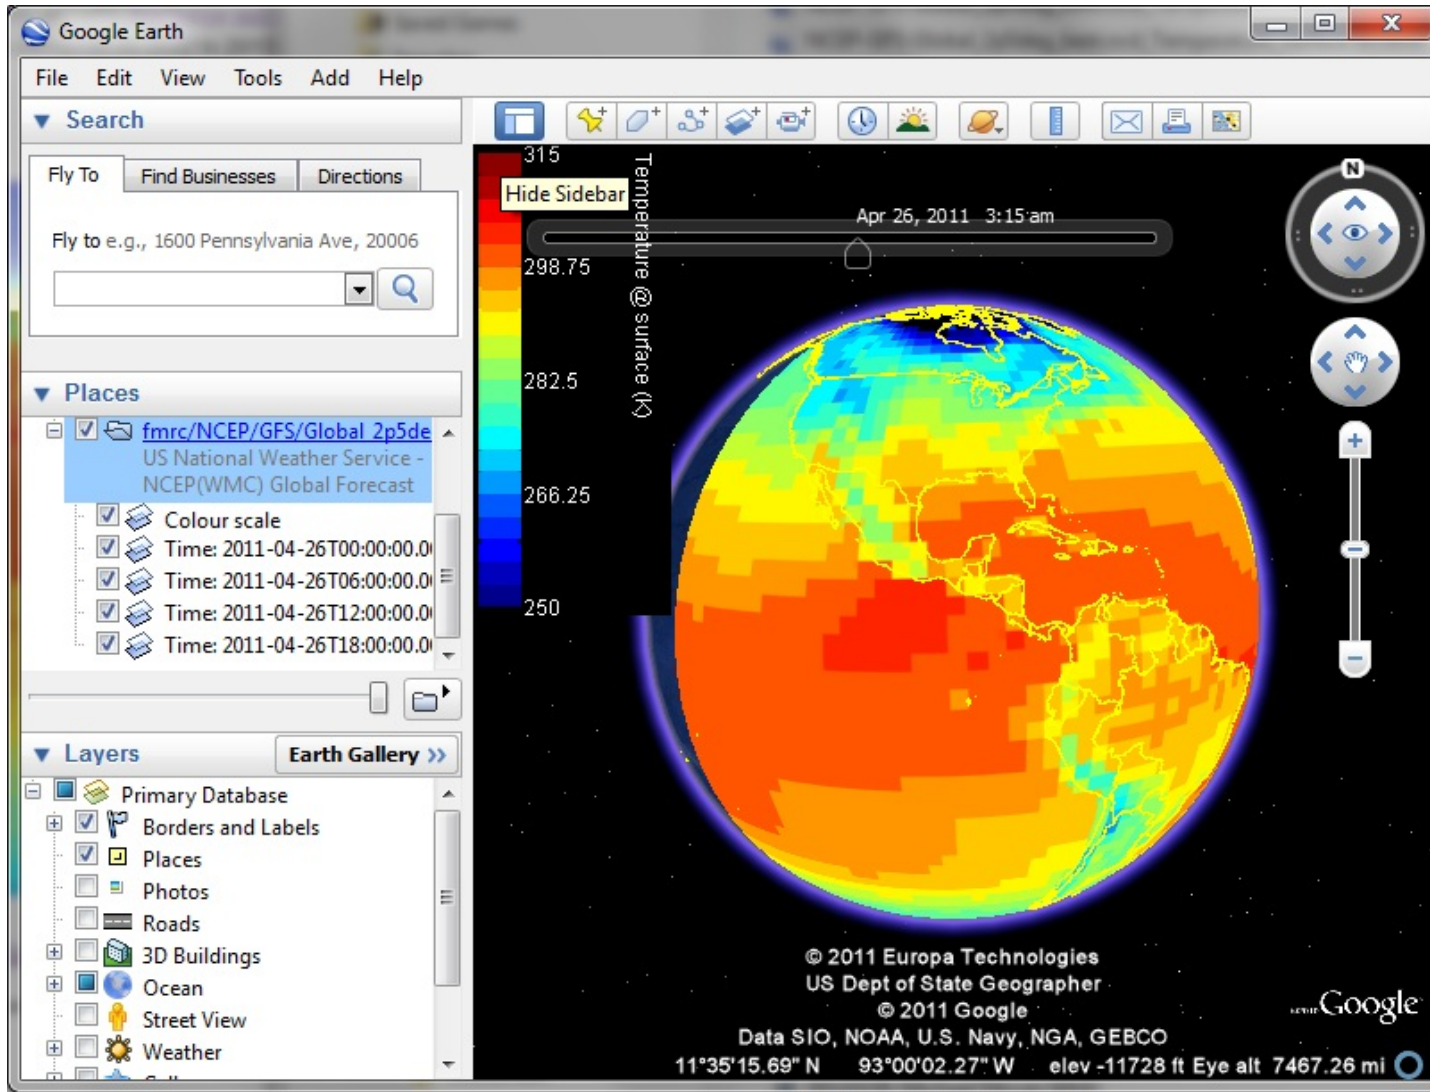 Google Earth
File Edit View Tools Add Help
Search
Fly To Find Businesses Directions
Fly to e.g., 1600 Pennsylvania Ave, 20006
Places
fmrc/NCEP/GFS/Global_2p5de
US National Weather Service -
NCEP(WMC) Global Forecast
Colour scale
Time: 2011-04-26T00:00:00.0
Time: 2011-04-26T06:00:00.0
Time: 2011-04-26T12:00:00.0
Time: 2011-04-26T18:00:00.0
Layers
Earth Gallery >>
Primary Database
Borders and Labels
Places
Photos
Roads
3D Buildings
Ocean
Street View
Weather
315
Hide Sidebar
298.75
282.5
266.25
250
Temperature @ surface (K)
Apr 26, 2011 3:15 am
N
© 2011 Europa Technologies
US Dept of State Geographer
© 2011 Google
Data SIO, NOAA, U.S. Navy, NGA, GEBCO
Google
11°35'15.69" N 93°00'02.27" W elev -11728 ft Eye alt 7467.26 mi